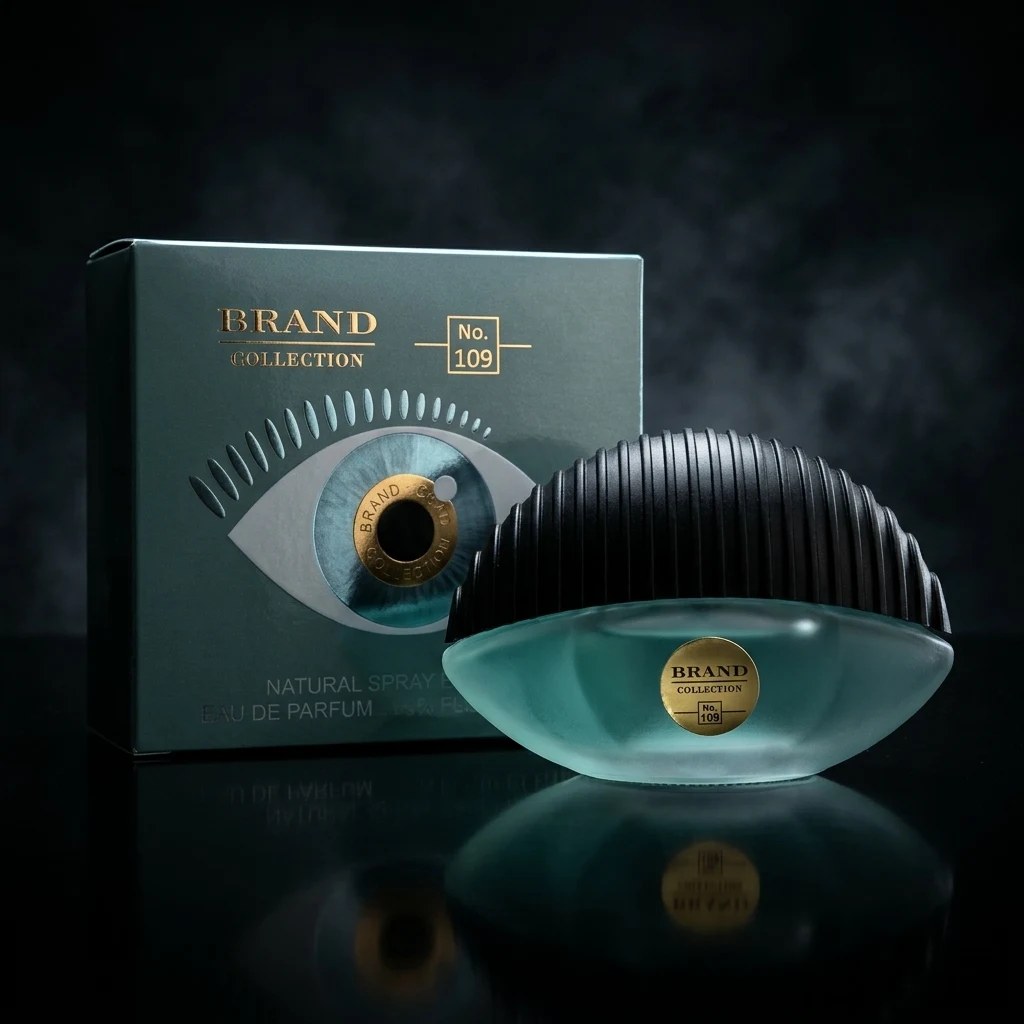 BRAND
COLLECTION
No.
109
BRAND
COLLECTION
NATURAL SPRAY
EAU DE PARFUM
BRAND
COLLECTION
No.
109